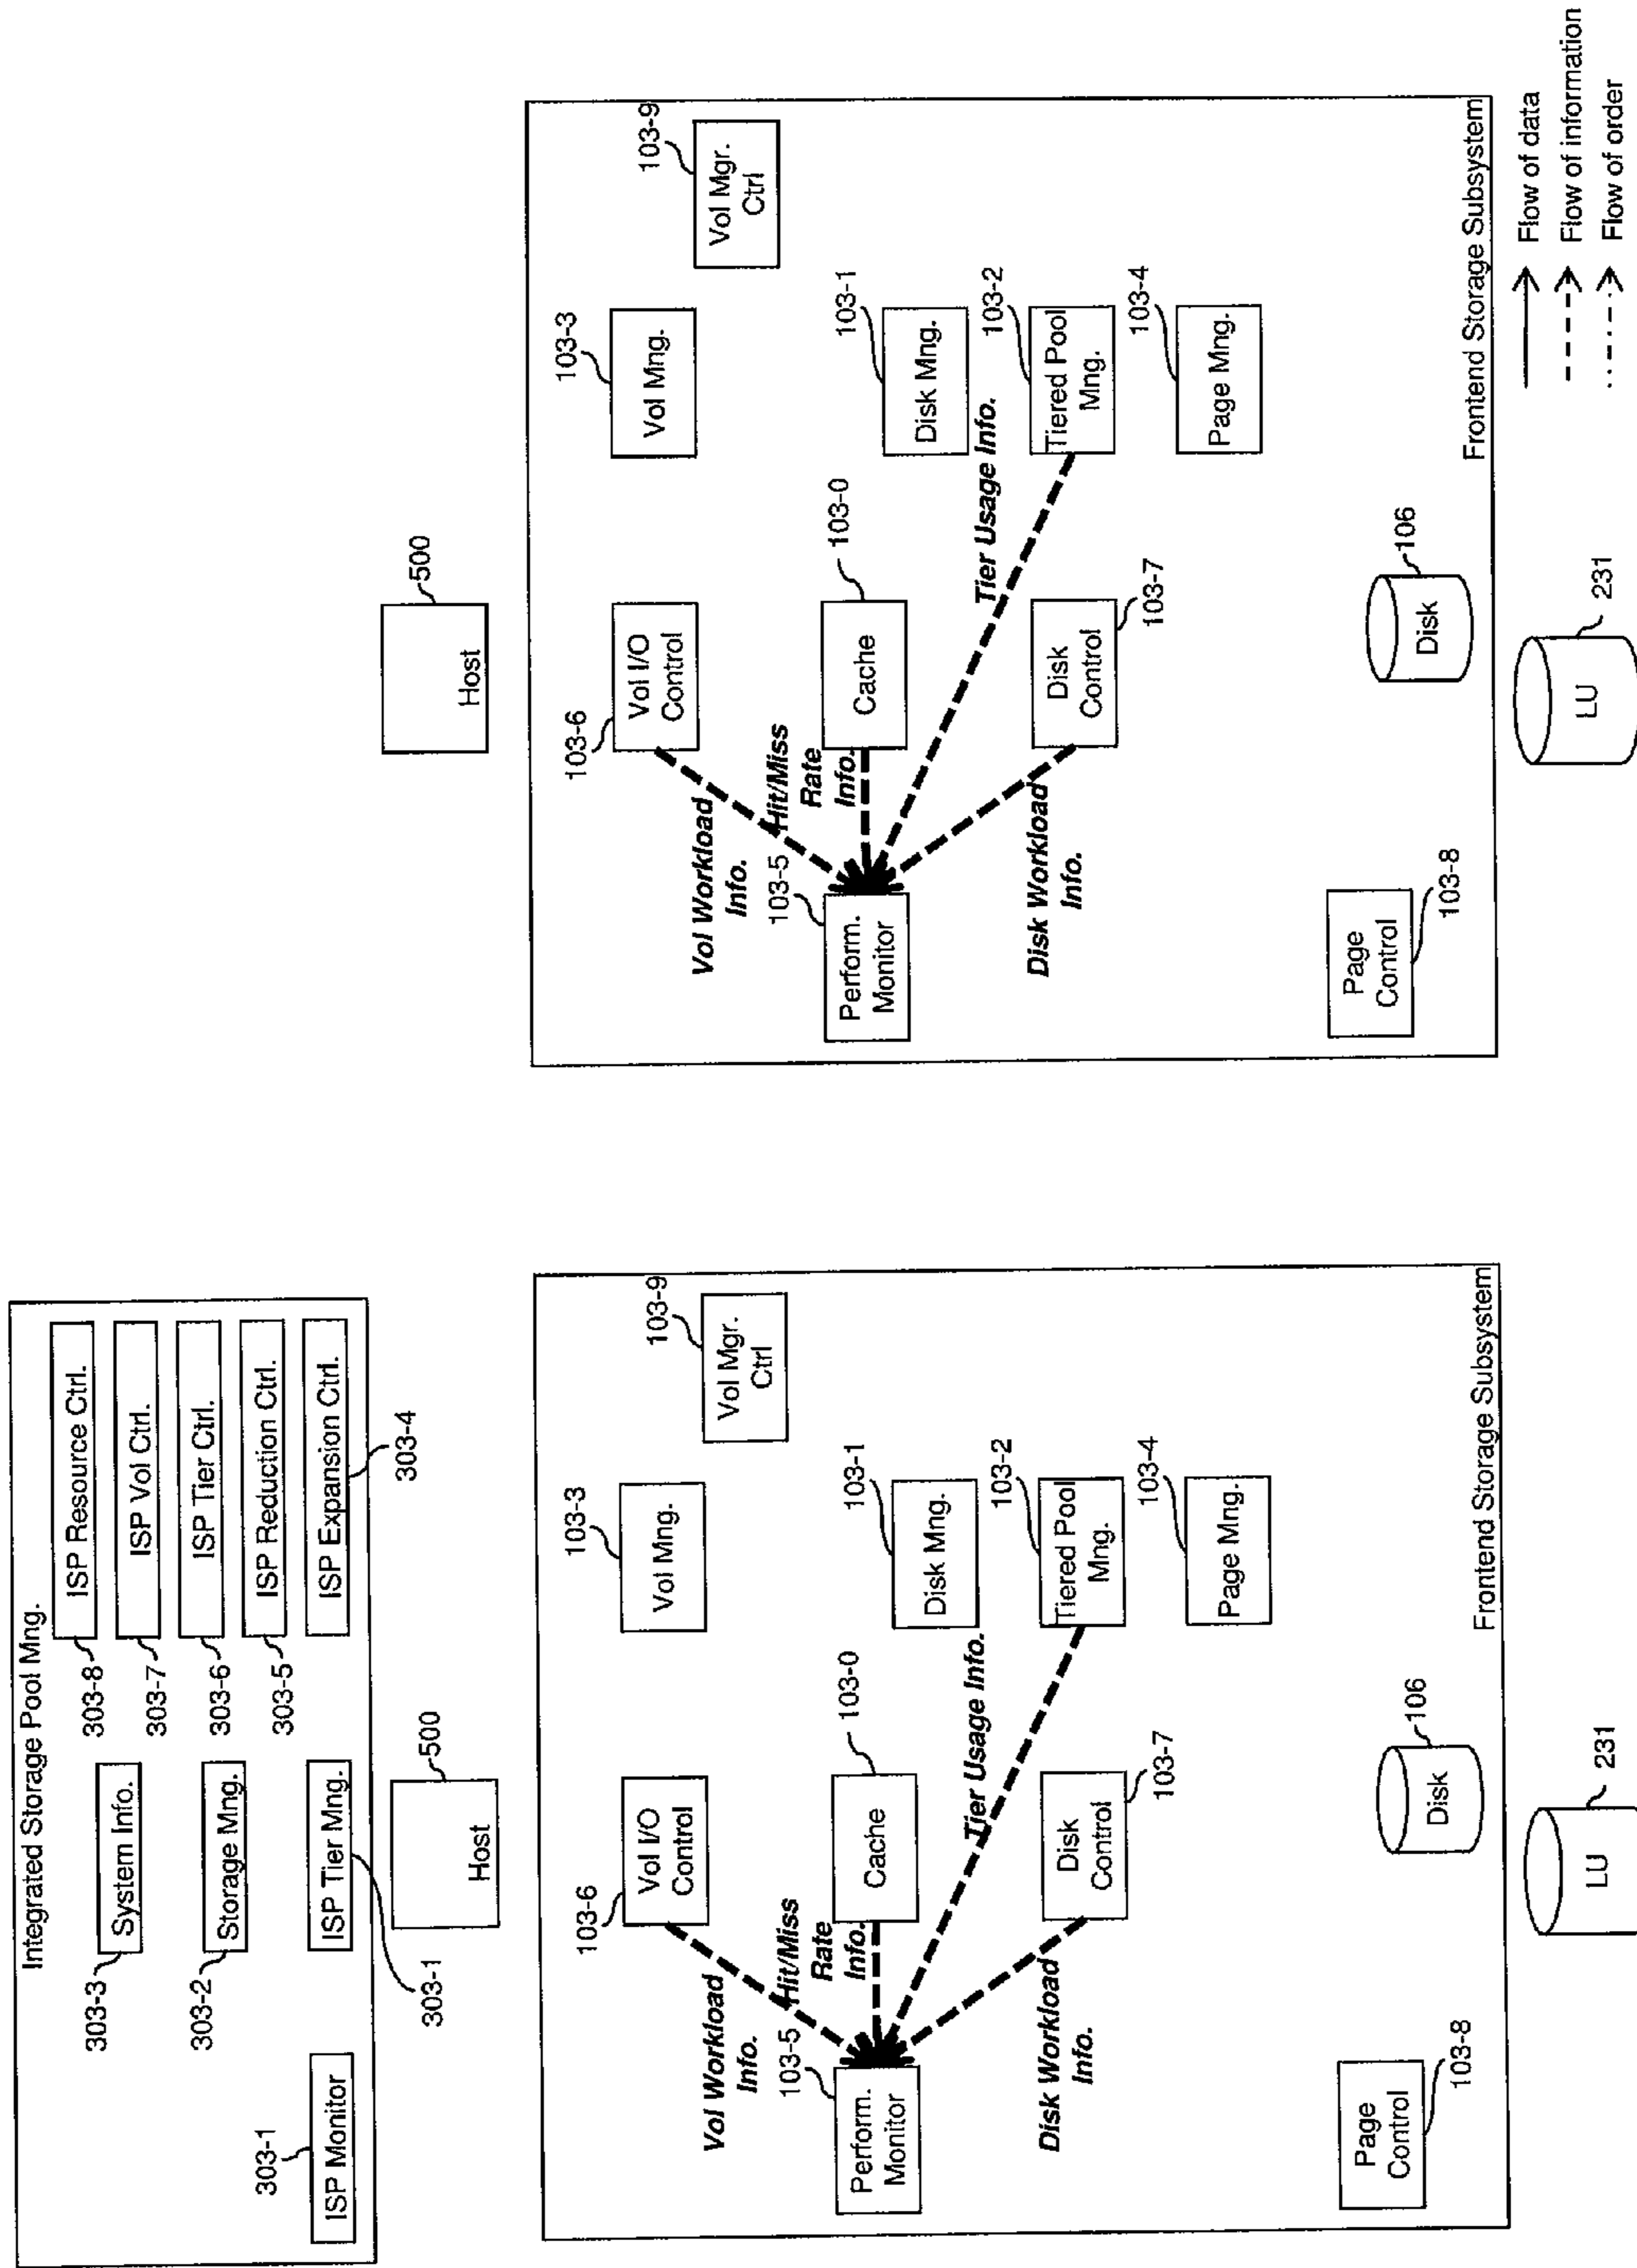 Integrated Storage Pool Mng.
303-3
System Info.
303-8
ISP Resource Ctrl.
303-7
ISP Vol Ctrl.
303-2
Storage Mng.
303-6
ISP Tier Ctrl.
303-5
ISP Reduction Ctrl.
303-1
ISP Monitor
ISP Tier Mng.
303-1
ISP Expansion Ctrl.
303-4
Host
500
103-6
Vol I/O
Control
103-3
Vol Mng.
103-9
Vol Mgr.
Ctrl
Vol Workload
Info.
Hit/Miss
Rate
Info.
103-5
Perform.
Monitor
Cache
103-0
103-1
Disk Mng.
Tier Usage Info.
103-2
Tiered Pool
Mng.
Disk Workload
Info.
Disk
Control
103-7
103-4
Page Mng.
Page
Control
103-8
Disk
106
Frontend Storage Subsystem
LU
231
Host
500
103-6
Vol I/O
Control
103-3
Vol Mng.
103-9
Vol Mgr.
Ctrl
Vol Workload
Info.
Hit/Miss
Rate
Info.
103-5
Perform.
Monitor
Cache
103-0
103-1
Disk Mng.
Tier Usage Info.
103-2
Tiered Pool
Mng.
Disk Workload
Info.
Disk
Control
103-7
103-4
Page Mng.
Page
Control
103-8
Disk
106
Frontend Storage Subsystem
LU
231
Flow of data
Flow of information
Flow of order